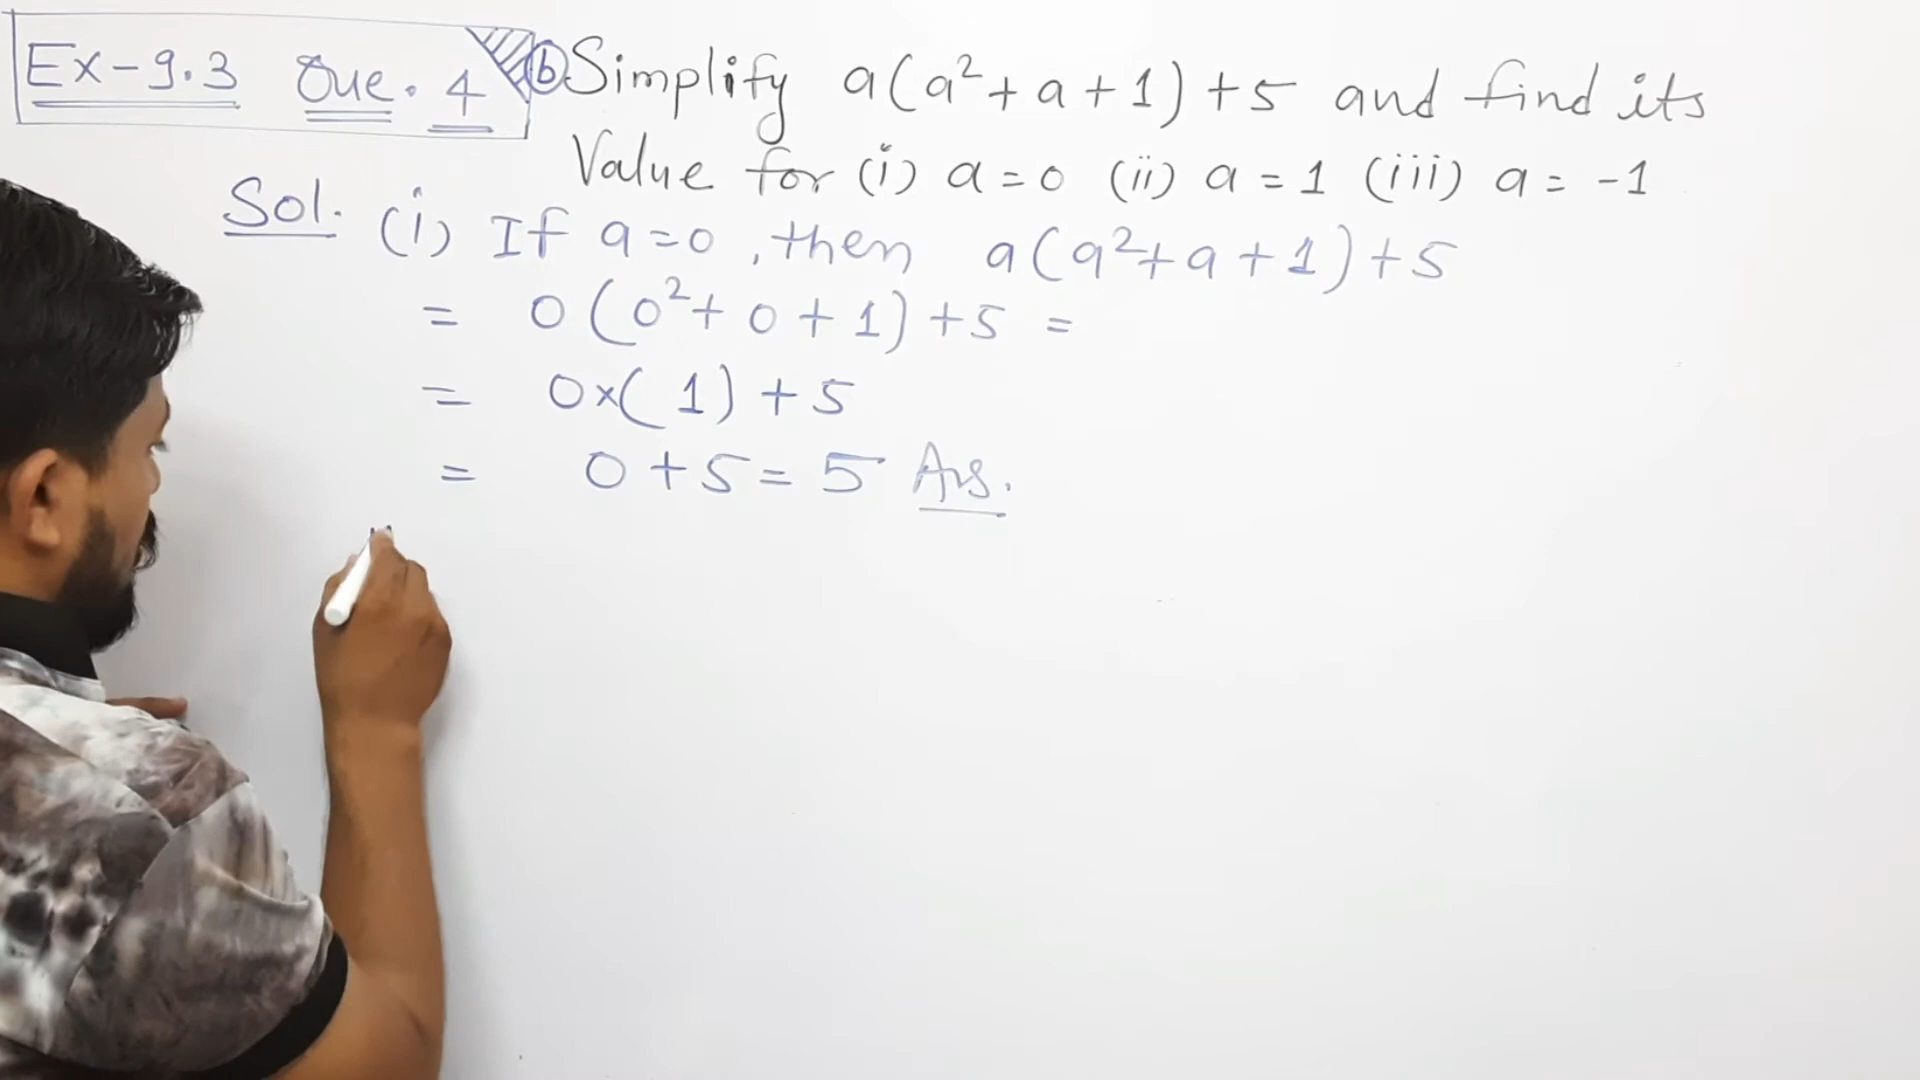 Ex-9.3 Que. 4
(b) Simplify a(a²+a+1)+5 and find its
Value for (i) a=0 (ii) a=1 (iii) a=-1
Sol. (i) If a=0, then a(a²+a+1)+5
= 0(0²+0+1)+5 =
= 0×(1)+5
= 0+5=5 Ans.